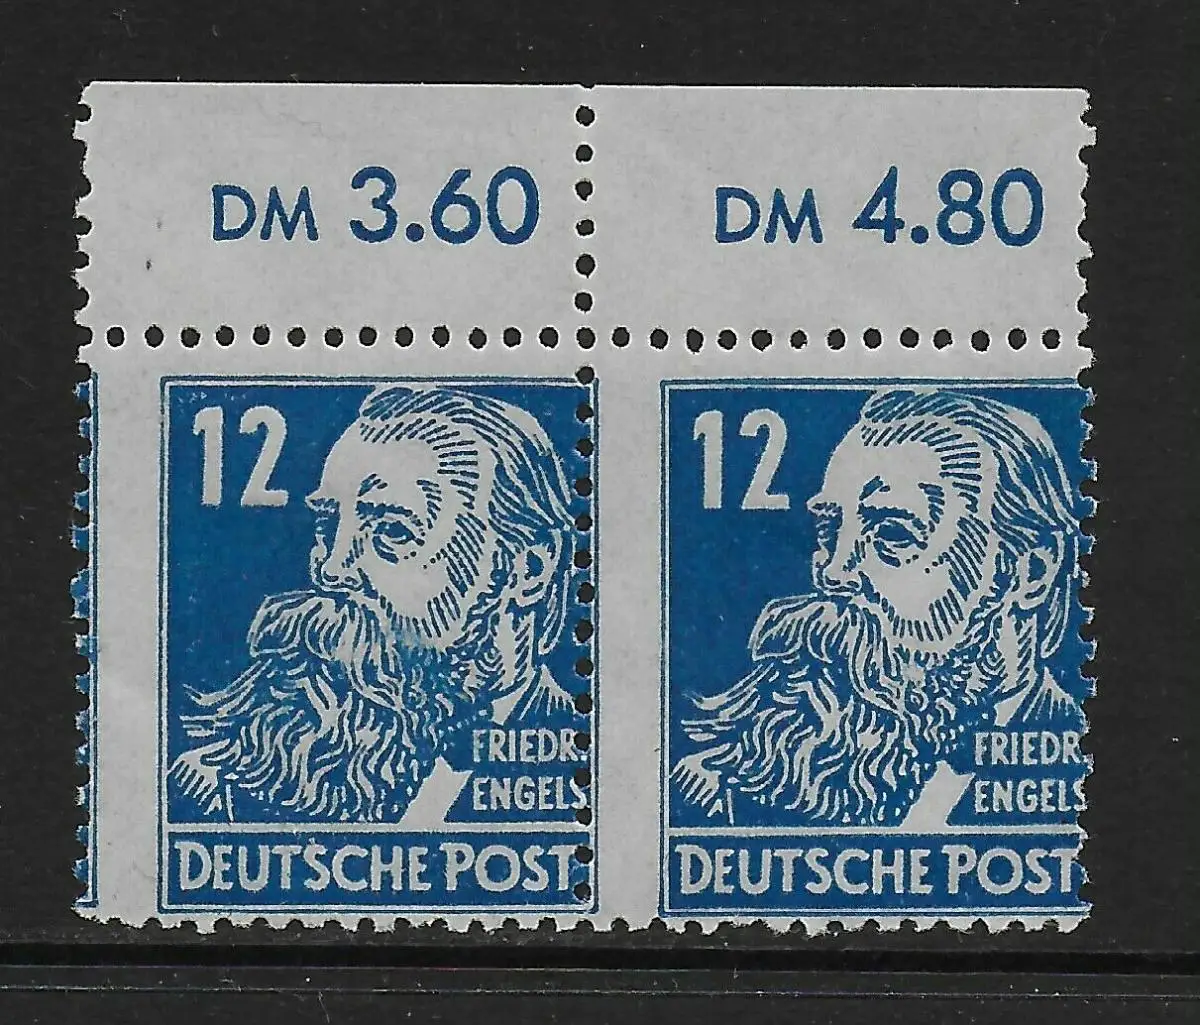 DM 3.60 DM 4.80
12 12
FRIEDR. FRIEDR.
ENGELS ENGELS
DEUTSCHE POST DEUTSCHE POST